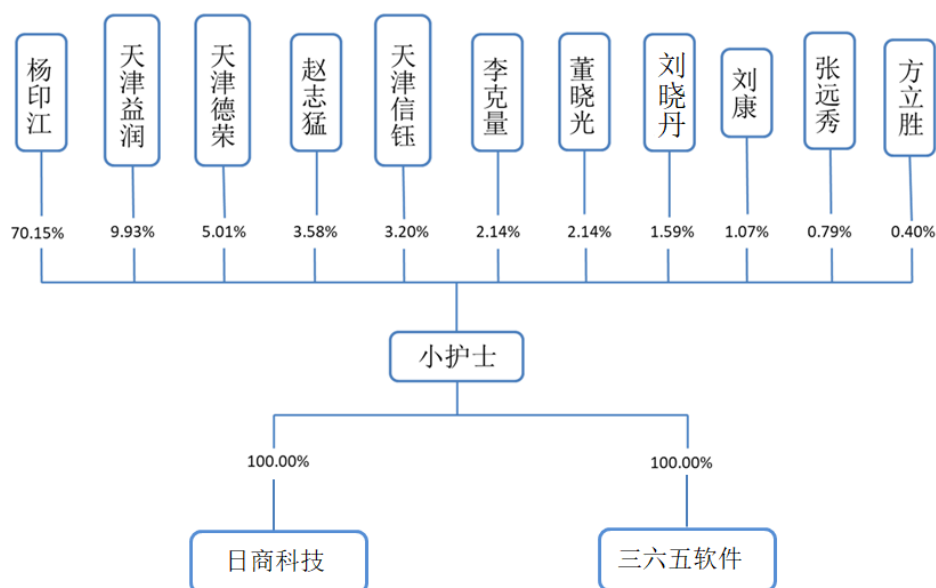 杨印江
天津益润
天津德荣
赵志猛
天津信钰
李克量
董晓光
刘晓丹
刘康
张远秀
方立胜
70.15%
9.93%
5.01%
3.58%
3.20%
2.14%
2.14%
1.59%
1.07%
0.79%
0.40%
小护士
100.00%
100.00%
日商科技
三六五软件